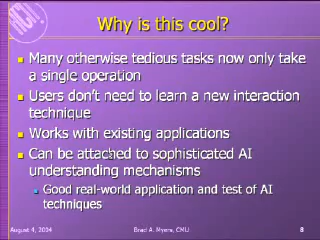 Why is this cool?
Many otherwise tedious tasks now only take
a single operation
Users don't need to learn a new interaction
technique
Works with existing applications
Can be attached to sophisticated AI
understanding mechanisms
Good real-world application and test of AI
techniques
August 4, 2004
Brad A. Myers, CMU
8